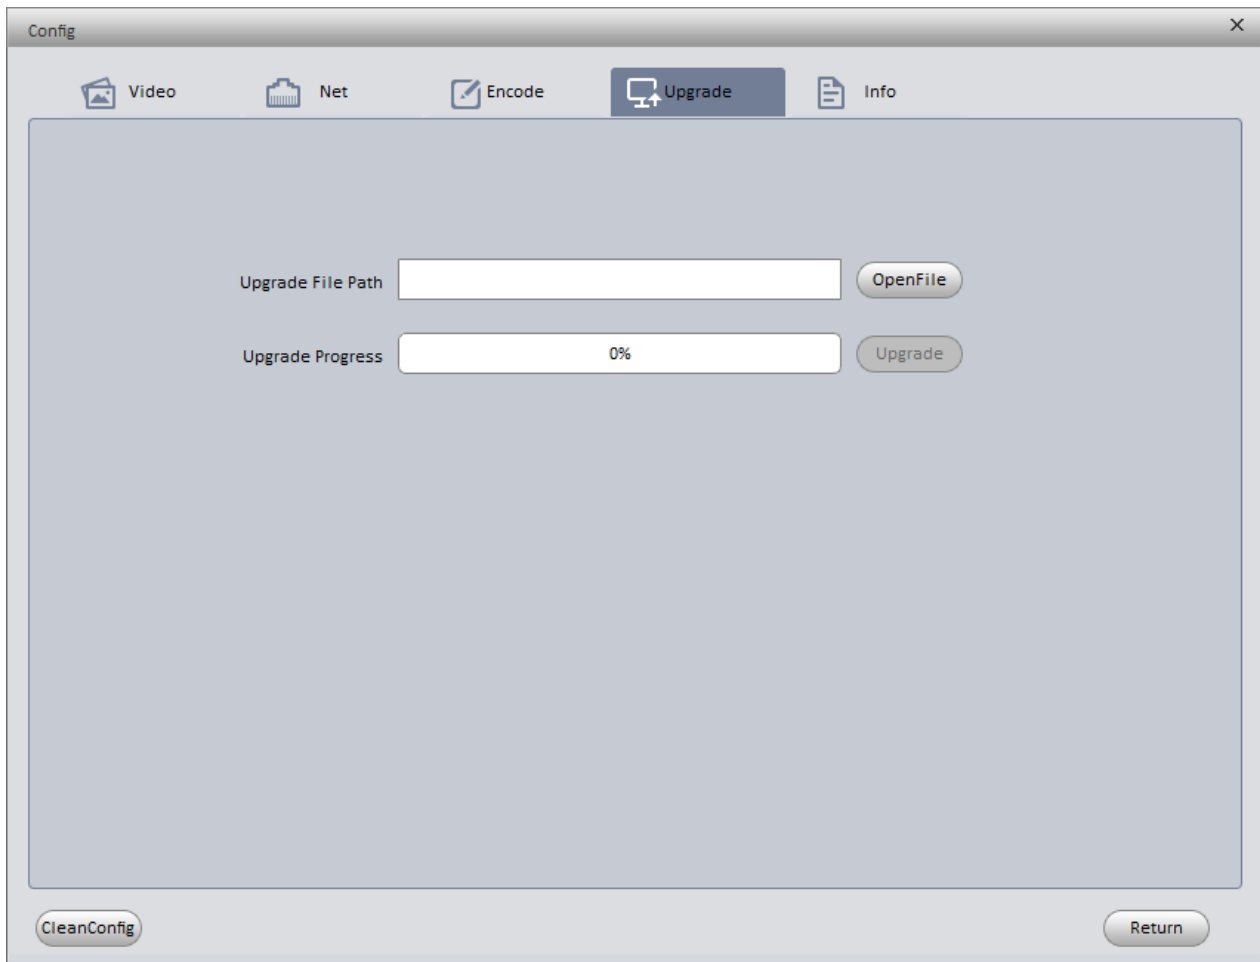 Config
Video Net Encode Upgrade Info
Upgrade File Path OpenFile
Upgrade Progress 0% Upgrade
CleanConfig Return